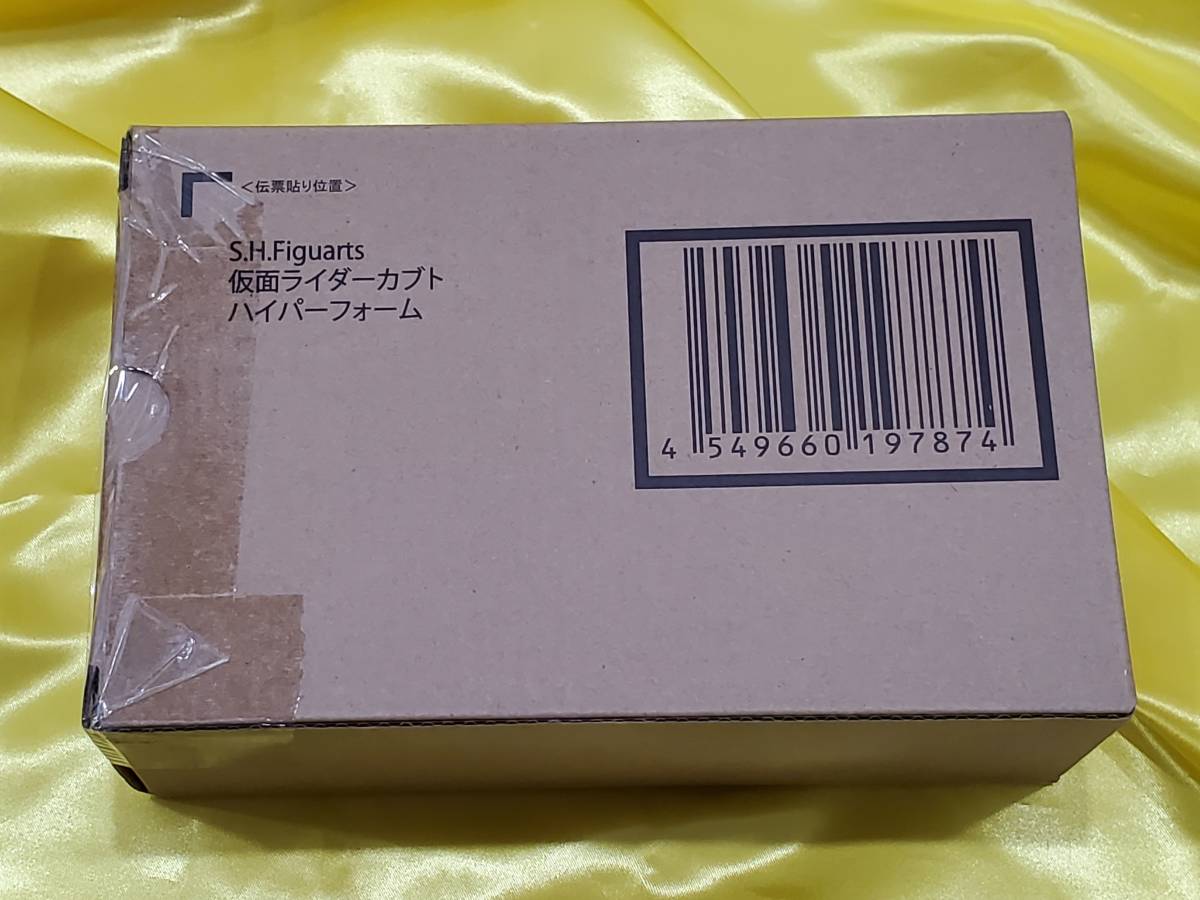 <伝票貼り位置>
S.H.Figuarts
仮面ライダーカブト
ハイパーフォーム
4 549660 197874